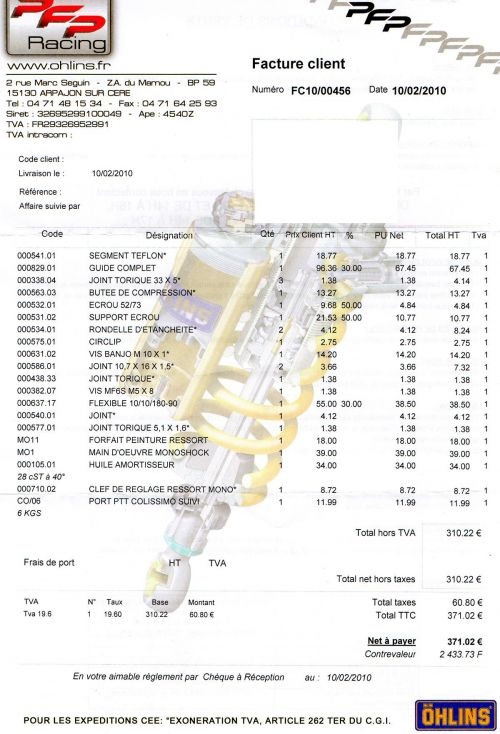 PFP
Racing
www.ohlins.fr
2 rue Marc Seguin - Z.A. du Mamou - BP 59
15130 ARPAJON SUR CERE
Tel : 04 71 48 15 34 - Fax : 04 71 64 25 93
Siret : 32695299100049 - Ape : 4540Z
TVA : FR29326952991
TVA intracom :
PFP PFP PFP PFP
Facture client
Numéro FC10/00456 Date 10/02/2010
Code client :
Livraison le : 10/02/2010
Référence :
Affaire suivie par
Code Désignation Qté Prix Client HT % PU Net Total HT Tva
000541.01 SEGMENT TEFLON* 1 18.77 18.77 18.77 1
000829.01 GUIDE COMPLET 1 96.36 30.00 67.45 67.45 1
000338.04 JOINT TORIQUE 33 X 5* 3 1.38 1.38 4.14 1
000563.03 BUTEE DE COMPRESSION* 1 13.27 13.27 13.27 1
000532.01 ECROU 52/73 1 9.68 50.00 4.84 4.84 1
000531.02 SUPPORT ECROU 1 21.53 50.00 10.77 10.77 1
000534.01 RONDELLE D'ETANCHEITE* 2 4.12 4.12 8.24 1
000575.01 CIRCLIP 1 2.75 2.75 2.75 1
000631.02 VIS BANJO M 10 X 1* 1 14.20 14.20 14.20 1
000586.01 JOINT 10,7 X 16 X 1,5* 2 3.66 3.66 7.32 1
000438.33 JOINT TORIQUE* 1 1.38 1.38 1.38 1
000382.07 VIS MF6S M5 X 8 1 1.38 1.38 1.38 1
000637.17 FLEXIBLE 10/10/180-90 1 55.00 30.00 38.50 38.50 1
000540.01 JOINT* 1 4.12 4.12 4.12 1
000577.01 JOINT TORIQUE 5,1 X 1,6* 1 1.38 1.38 1.38 1
MO11 FORFAIT PEINTURE RESSORT 1 18.00 18.00 18.00 1
MO1 MAIN D'OEUVRE MONOSHOCK 1 39.00 39.00 39.00 1
000105.01 HUILE AMORTISSEUR 1 34.00 34.00 34.00 1
28 cST à 40°
000710.02 CLEF DE REGLAGE RESSORT MONO* 1 8.72 8.72 8.72 1
CO/06 PORT PTT COLISSIMO SUIVI 1 11.99 11.99 11.99 1
6 KGS
ÖHLINS
Total hors TVA 310.22 €
Frais de port HT TVA
Total net hors taxes 310.22 €
TVA N° Taux Base Montant
Tva 19.6 1 19.60 310.22 60.80 €
Total taxes 60.80 €
Total TTC 371.02 €
Net à payer 371.02 €
Contrevaleur 2 433.73 F
En votre aimable règlement par Chèque à Réception au : 10/02/2010
POUR LES EXPEDITIONS CEE: "EXONERATION TVA, ARTICLE 262 TER DU C.G.I.
ÖHLINS